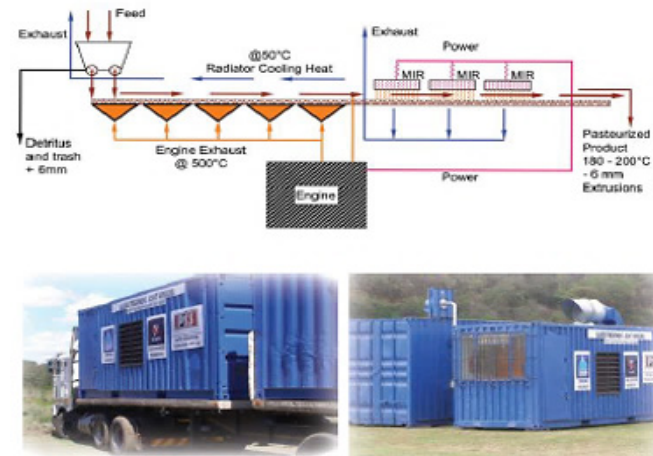 Feed
Exhaust
@50°C
Radiator Cooling Heat
Exhaust
Power
MIR
MIR
MIR
Detritus
and trash
+ 6mm
Engine Exhaust
@ 500°C
Engine
Power
Pasteurized
Product
180 - 200°C
- 6 mm
Extrusions